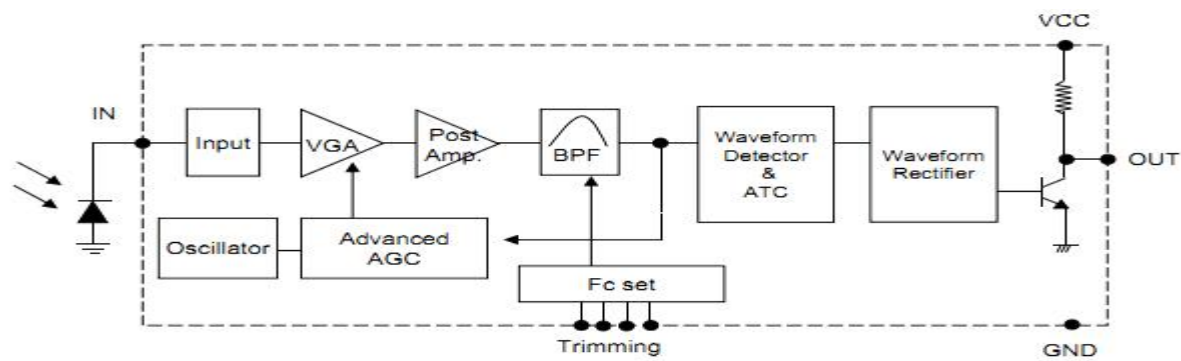 VCC
IN
Input
VGA
Post
Amp.
BPF
Waveform
Detector
&
ATC
Waveform
Rectifier
OUT
Oscillator
Advanced
AGC
Fc set
Trimming
GND